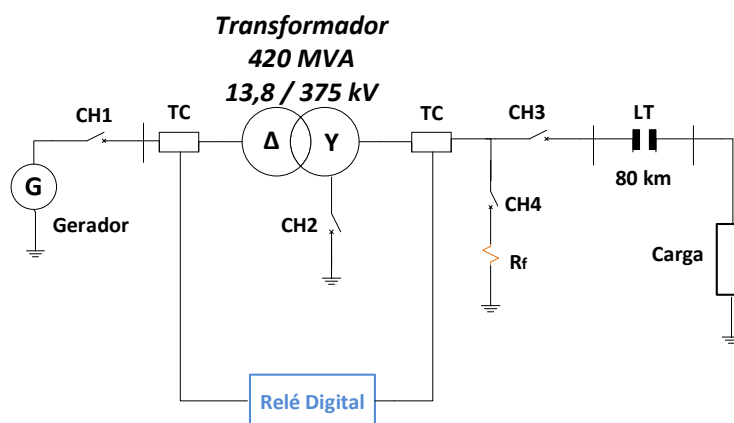 Transformador
420 MVA
13,8 / 375 kV
CH1
TC
TC
CH3
LT
Δ
Y
80 km
G
Gerador
CH2
CH4
Rf
Carga
Relé Digital